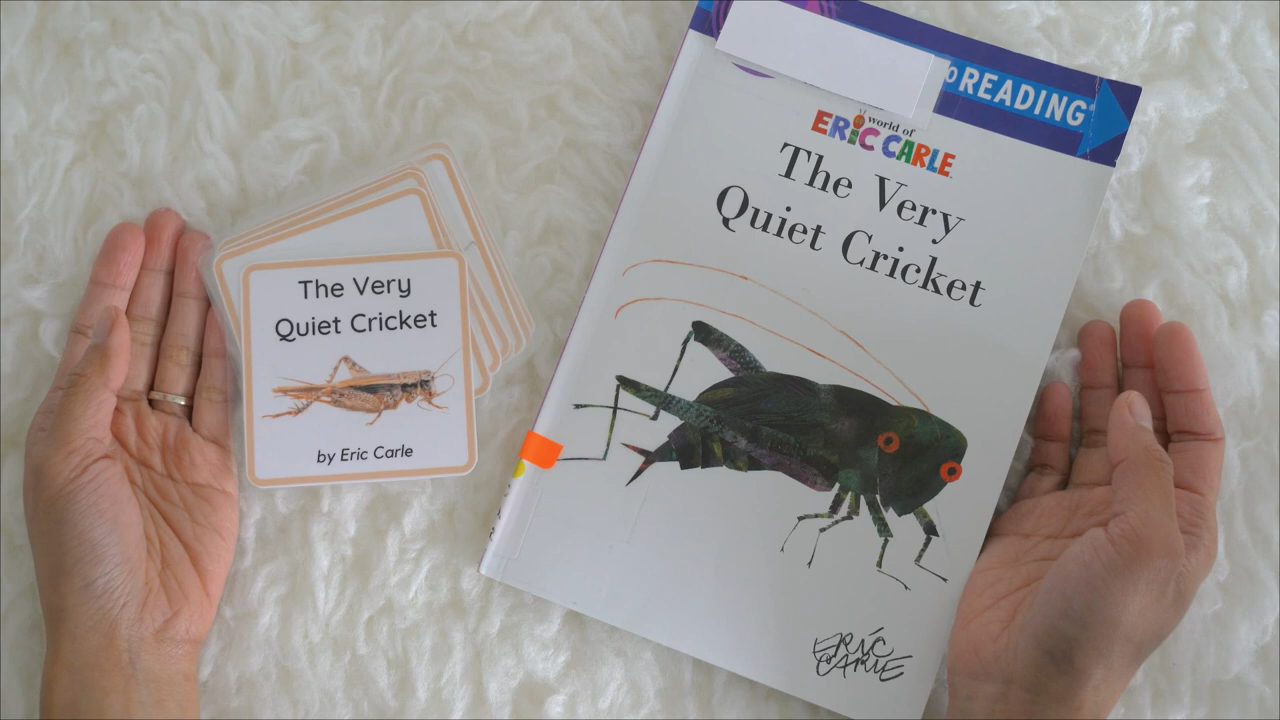 The Very
Quiet Cricket
by Eric Carle
READING
world of
ERiC CARLE
The Very
Quiet Cricket
ERiC
CARLE